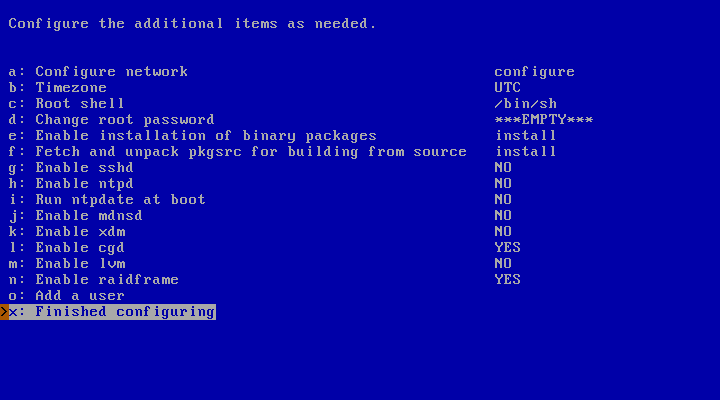 Configure the additional items as needed.
a: Configure network configure
b: Timezone UTC
c: Root shell /bin/sh
d: Change root password ***EMPTY***
e: Enable installation of binary packages install
f: Fetch and unpack pkgsrc for building from source install
g: Enable sshd NO
h: Enable ntpd NO
i: Run ntpdate at boot NO
j: Enable mdnsd NO
k: Enable xdm NO
l: Enable cgd YES
m: Enable lvm NO
n: Enable raidframe YES
o: Add a user
>x: Finished configuring